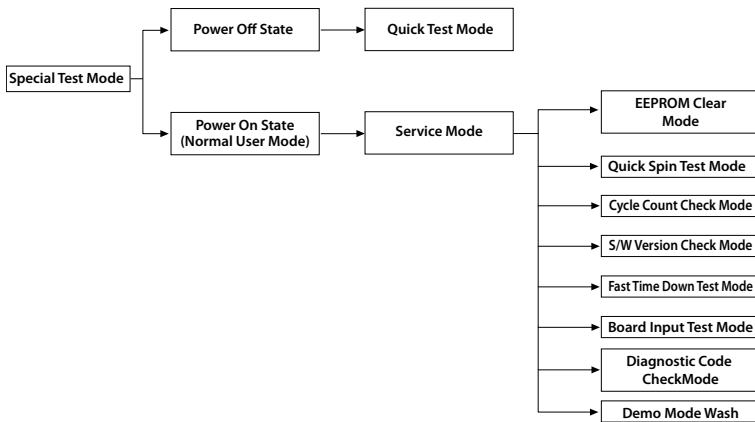 Special Test Mode
Power Off State
Quick Test Mode
Power On State
(Normal User Mode)
Service Mode
EEPROM Clear
Mode
Quick Spin Test Mode
Cycle Count Check Mode
S/W Version Check Mode
Fast Time Down Test Mode
Board Input Test Mode
Diagnostic Code
CheckMode
Demo Mode Wash